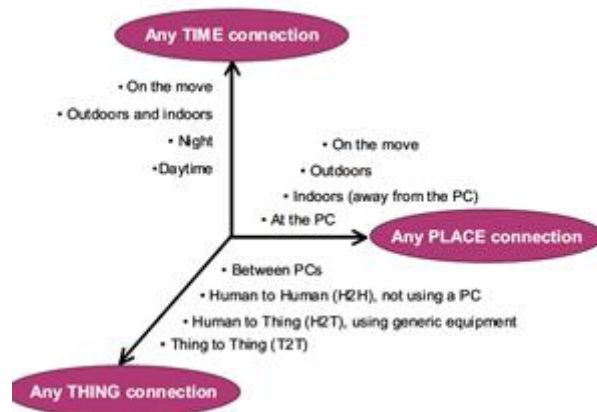 Any TIME connection
• On the move
• Outdoors and indoors
• Night
•Daytime
• On the move
• Outdoors
• Indoors (away from the PC)
• At the PC
Any PLACE connection
• Between PCs
• Human to Human (H2H), not using a PC
• Human to Thing (H2T), using generic equipment
• Thing to Thing (T2T)
Any THING connection